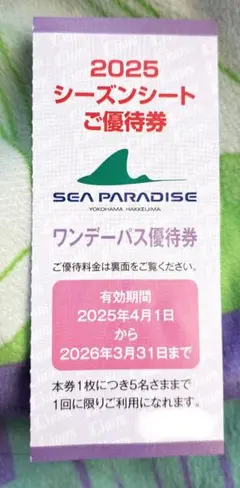 2025
シーズンシート
ご優待券
SEA PARADISE
YOKOHAMA HAKKEIJIMA
ワンデーパス優待券
ご優待料金は裏面をご覧ください。
有効期間
2025年4月1日
から
2026年3月31日まで
本券1枚につき5名さままで
1回に限りご利用になれます。